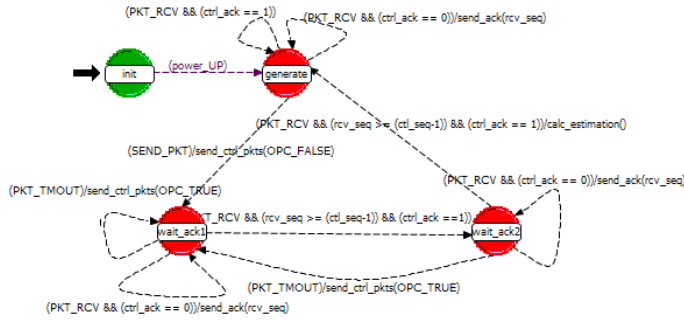 (PKT_RCV && (ctrl_ack == 1))
(PKT_RCV && (ctrl_ack == 0))/send_ack(rcv_seq)
init
(power_UP)
generate
(PKT_RCV && (rcv_seq >= (ctl_seq-1)) && (ctrl_ack == 1))/calc_estimation()
(SEND_PKT)/send_ctrl_pkts(OPC_FALSE)
(PKT_RCV && (ctrl_ack == 0))/send_ack(rcv_seq)
(PKT_TMOUT)/send_ctrl_pkts(OPC_TRUE)
T_RCV && (rcv_seq >= (ctl_seq-1)) && (ctrl_ack ==1))
wait_ack1
wait_ack2
(PKT_TMOUT)/send_ctrl_pkts(OPC_TRUE)
(PKT_RCV && (ctrl_ack == 0))/send_ack(rcv_seq)